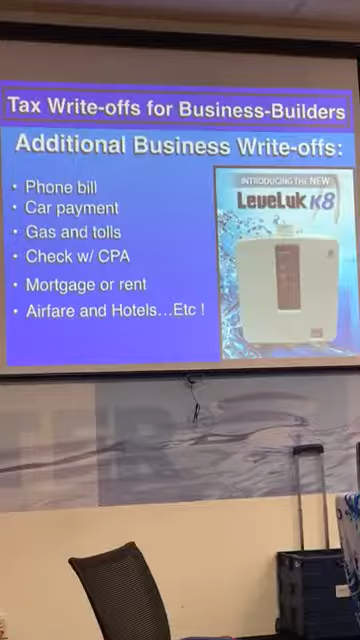 Tax Write-offs for Business-Builders
Additional Business Write-offs:
• Phone bill
• Car payment
• Gas and tolls
• Check w/ CPA
• Mortgage or rent
• Airfare and Hotels...Etc !
INTRODUCING THE NEW
LeveLuk K8
TER